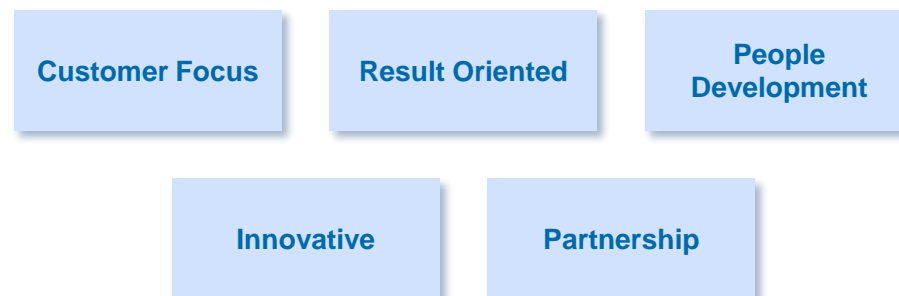 Customer Focus
Result Oriented
People
Development
Innovative
Partnership